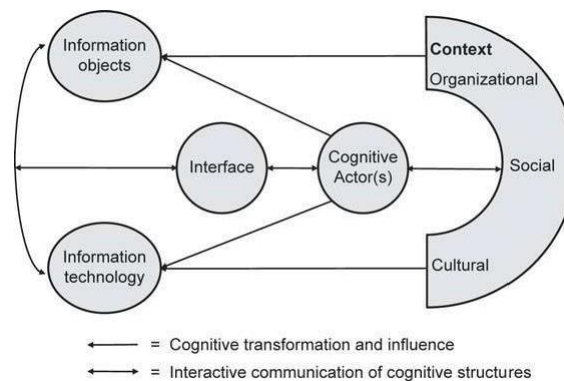 Information
objects
Context
Organizational
Interface
Cognitive
Actor(s)
Social
Information
technology
Cultural
= Cognitive transformation and influence
= Interactive communication of cognitive structures